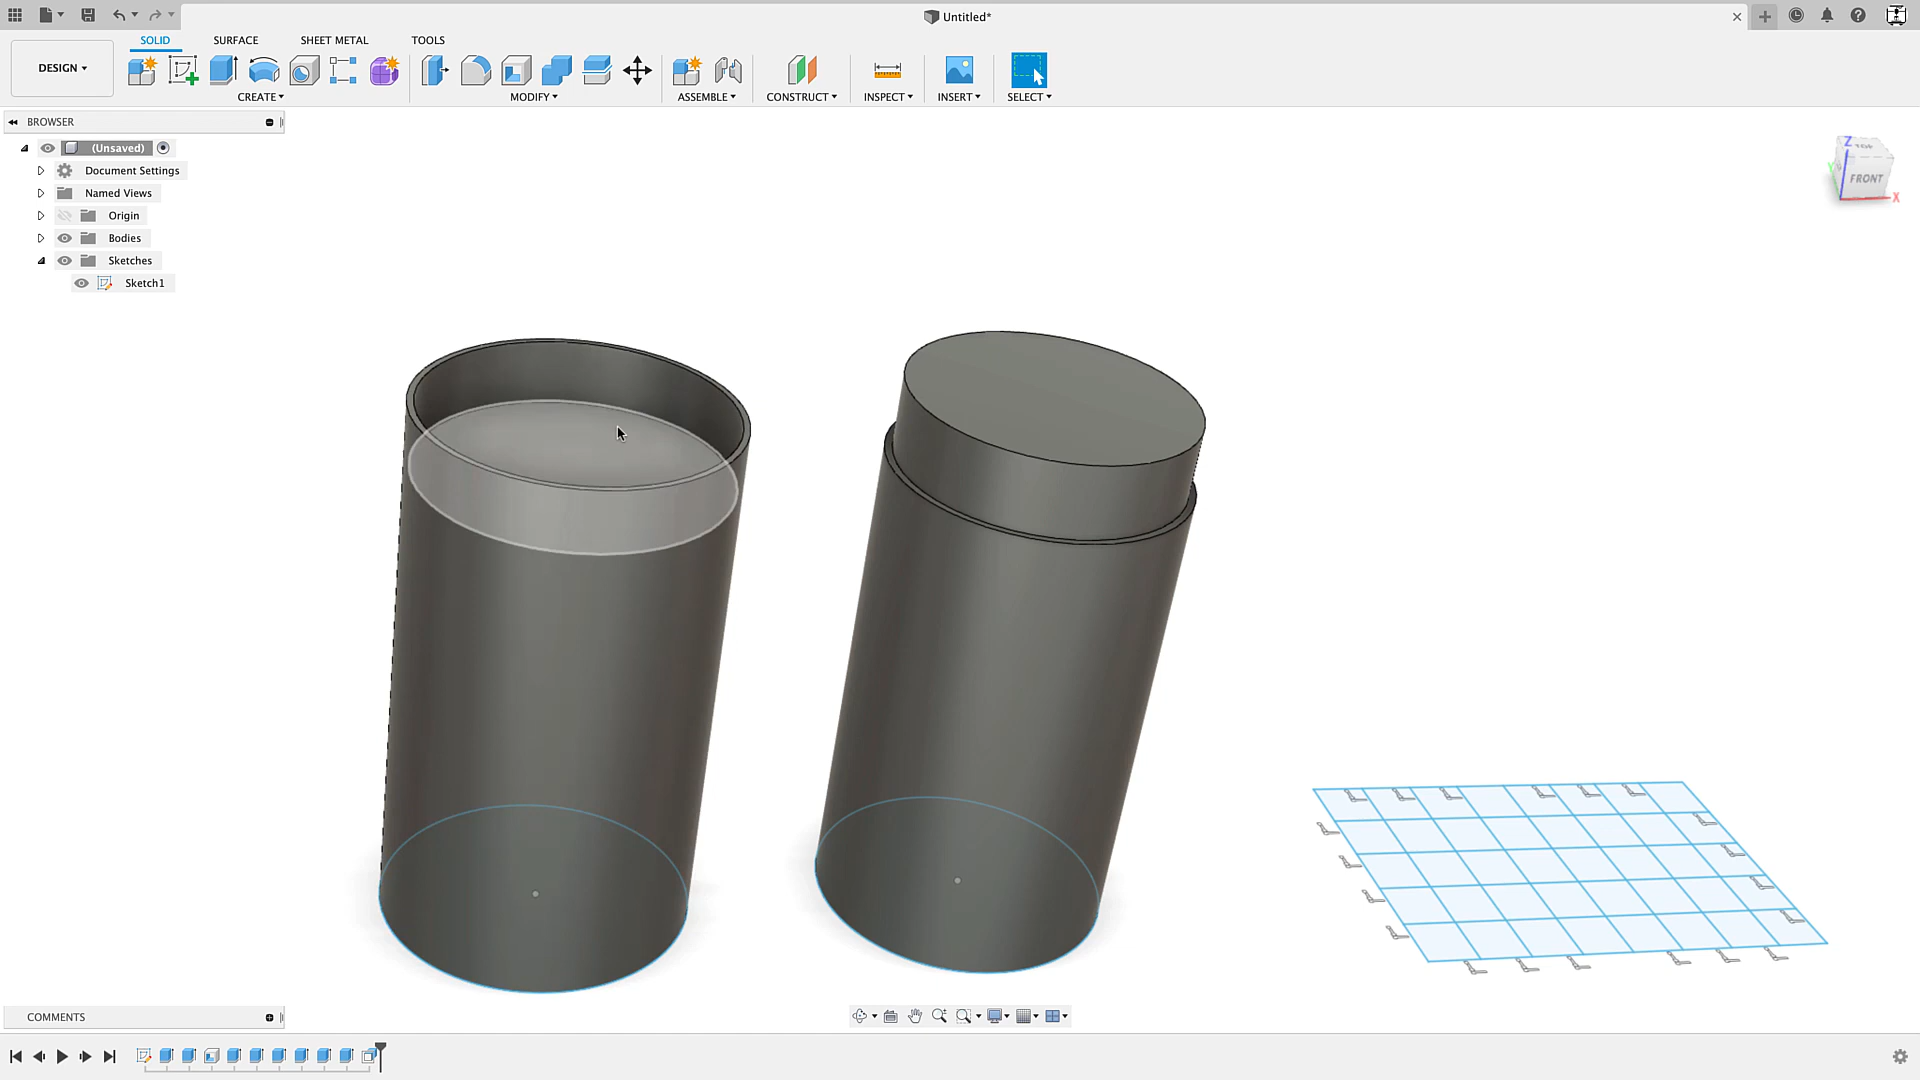 Untitled*
DESIGN
SOLID
SURFACE
SHEET METAL
TOOLS
CREATE
MODIFY
ASSEMBLE
CONSTRUCT
INSPECT
INSERT
SELECT
BROWSER
(Unsaved)
Document Settings
Named Views
Origin
Bodies
Sketches
Sketch1
Z
TOP
Y
FRONT
X
COMMENTS